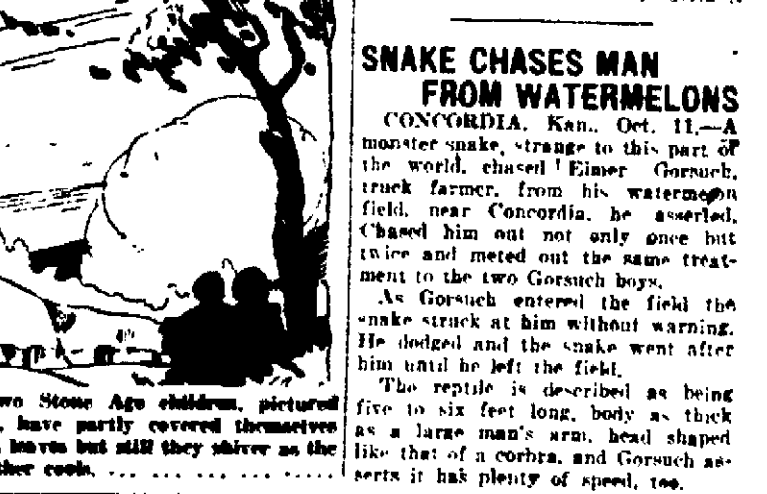 wo Stone Age children, pictured
, have partly covered themselves
leaves but still they shiver as the
ther cools. ... ... ... ... .....
SNAKE CHASES MAN
FROM WATERMELONS
CONCORDIA, Kan., Oct. 11.—A
monster snake, strange to this part of
the world, chased Elmer Gorsuch,
truck farmer, from his watermelon
field, near Concordia, he asserted.
Chased him out not only once but
twice and meted out the same treat-
ment to the two Gorsuch boys.
As Gorsuch entered the field the
snake struck at him without warning.
He dodged and the snake went after
him until he left the field.
The reptile is described as being
five to six feet long, body as thick
as a large man's arm, head shaped
like that of a corbra, and Gorsuch as-
serts it has plenty of speed, too.